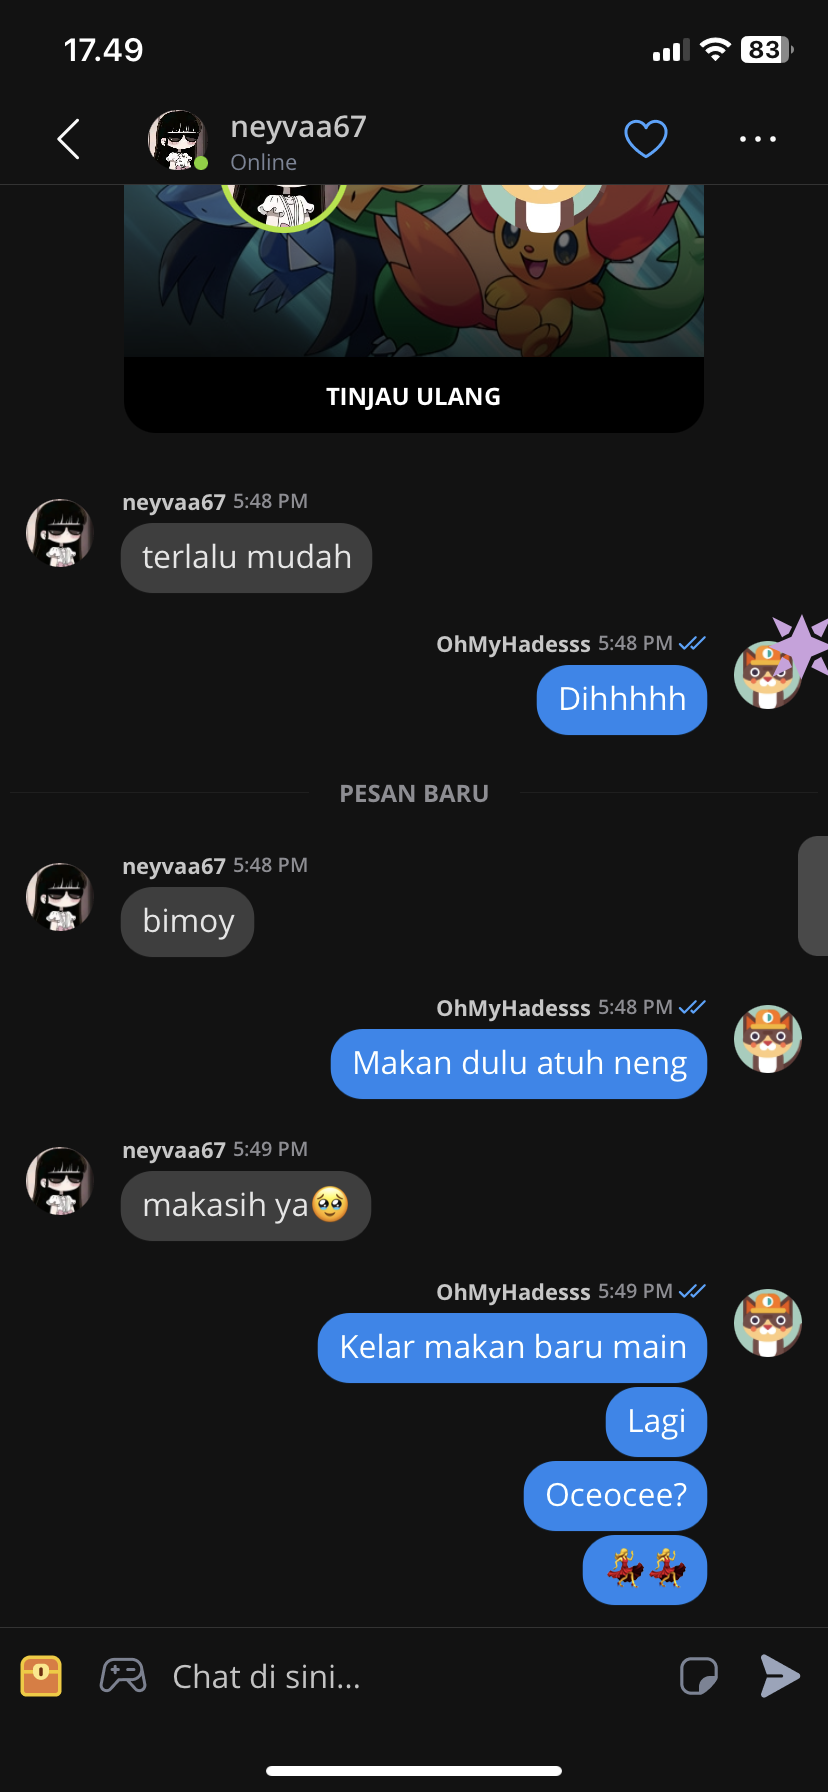 17.49
83
neyvaa67
Online
TINJAU ULANG
neyvaa67 5:48 PM
terlalu mudah
OhMyHadesss 5:48 PM
Dihhhhh
PESAN BARU
neyvaa67 5:48 PM
bimoy
OhMyHadesss 5:48 PM
Makan dulu atuh neng
neyvaa67 5:49 PM
makasih ya🥹
OhMyHadesss 5:49 PM
Kelar makan baru main
Lagi
Oceocee?
💃💃
Chat di sini...